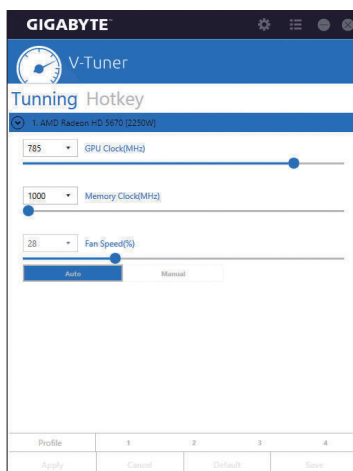 GIGABYTE™
V-Tuner
Tunning Hotkey
1. AMD Radeon HD 5670 [2250W]
785 GPU Clock(MHz)
1000 Memory Clock(MHz)
28 Fan Speed(%)
Auto Manual
Profile 1 2 3 4
Apply Cancel Default Save